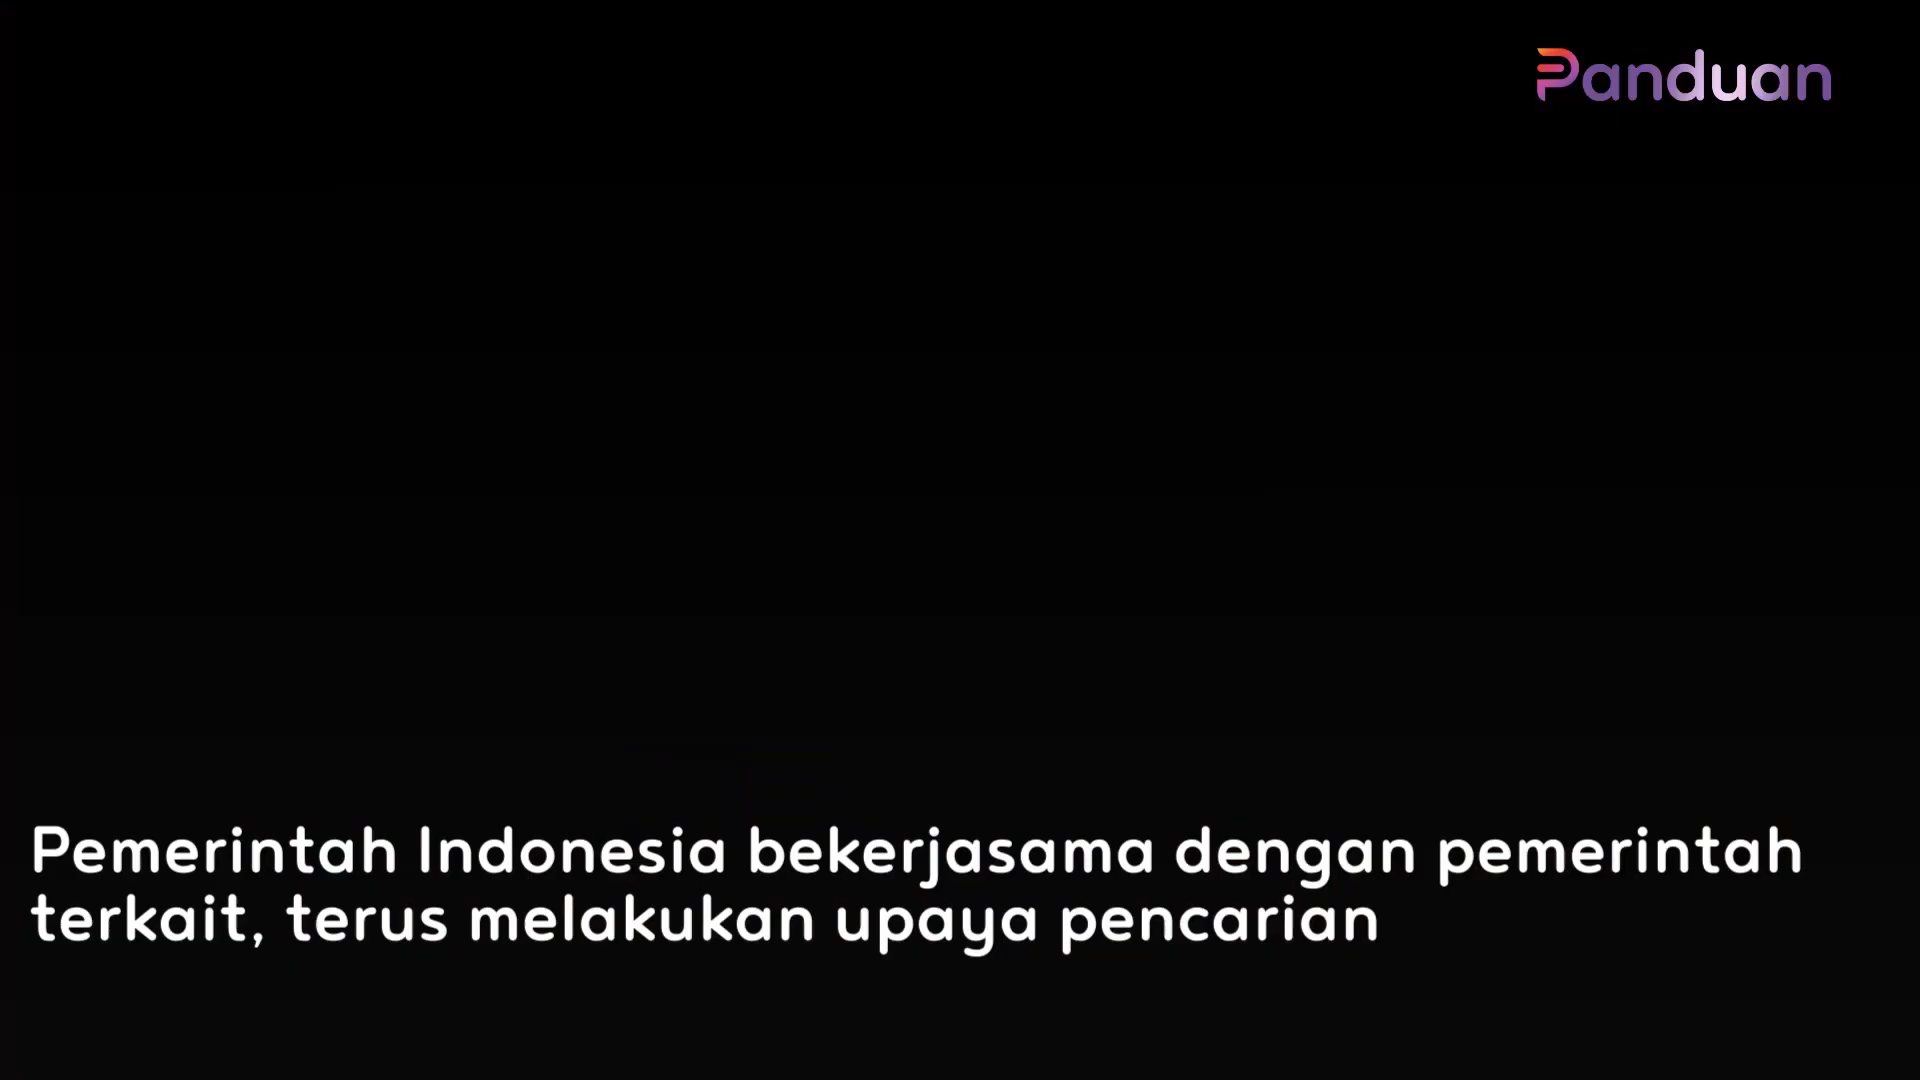 Panduan
Pemerintah Indonesia bekerjasama dengan pemerintah
terkait, terus melakukan upaya pencarian